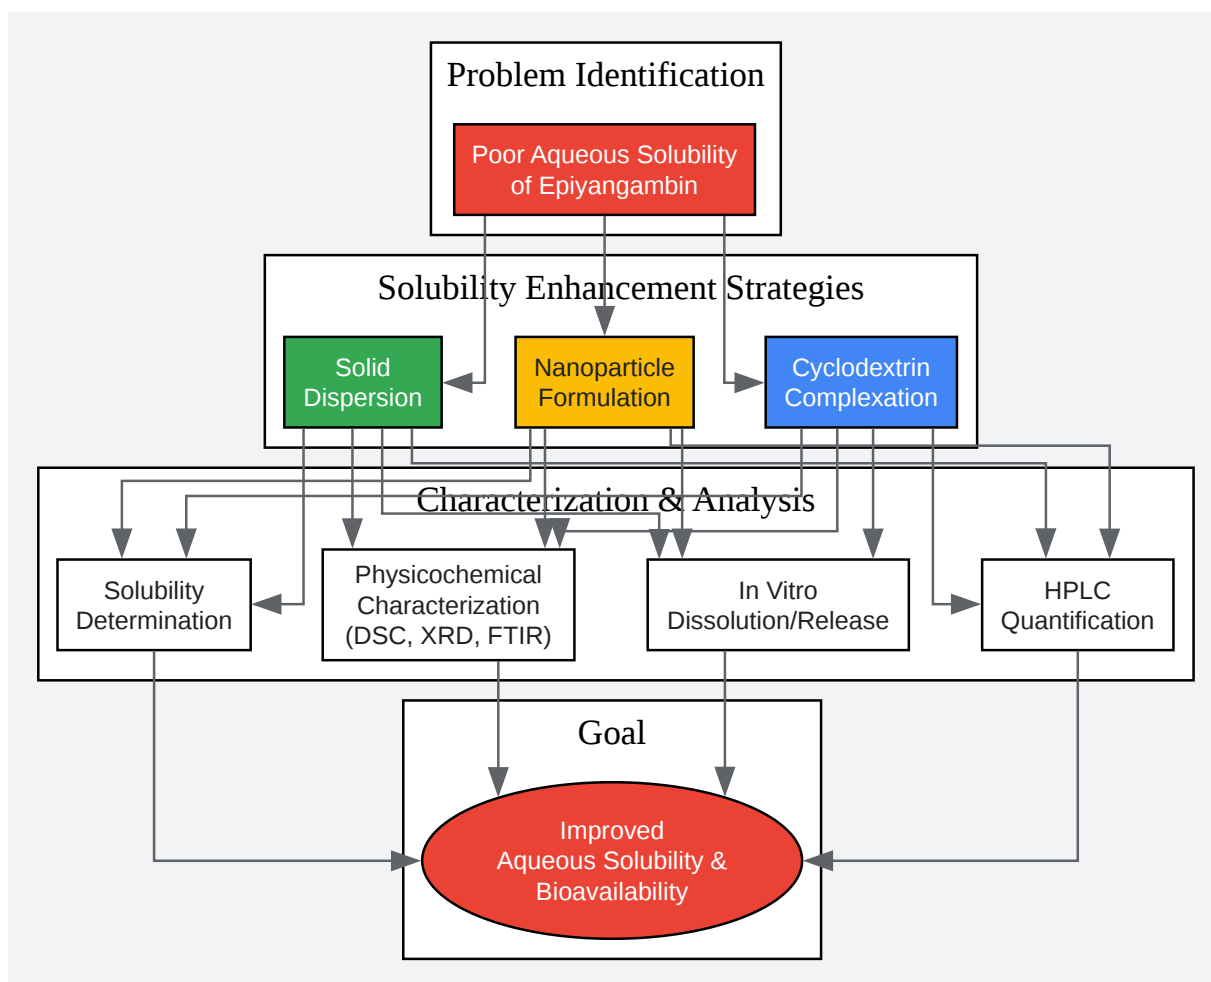 Problem Identification
Poor Aqueous Solubility
of Epiyangambin
Solubility Enhancement Strategies
Solid
Dispersion
Nanoparticle
Formulation
Cyclodextrin
Complexation
Characterization & Analysis
Solubility
Determination
Physicochemical
Characterization
(DSC, XRD, FTIR)
In Vitro
Dissolution/Release
HPLC
Quantification
Goal
Improved
Aqueous Solubility &
Bioavailability